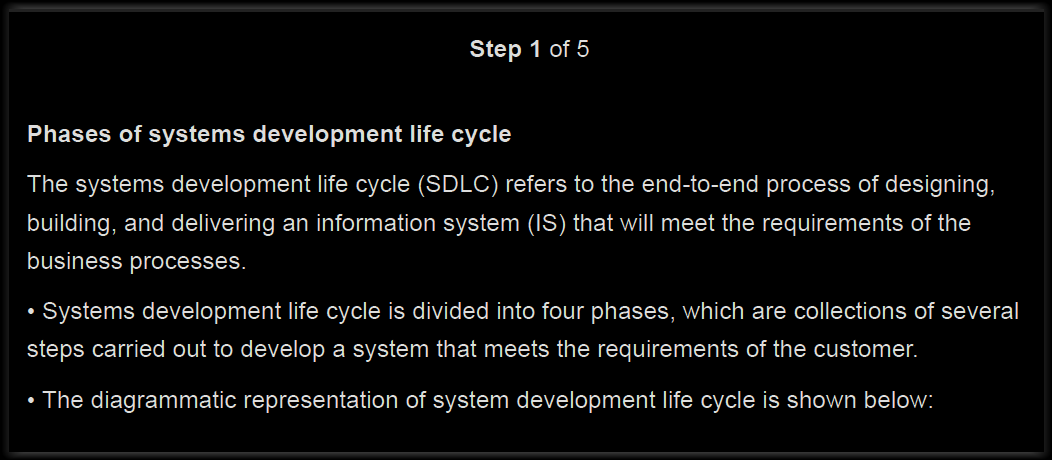 Step 1 of 5
Phases of systems development life cycle
The systems development life cycle (SDLC) refers to the end-to-end process of designing,
building, and delivering an information system (IS) that will meet the requirements of the
business processes.
• Systems development life cycle is divided into four phases, which are collections of several
steps carried out to develop a system that meets the requirements of the customer.
• The diagrammatic representation of system development life cycle is shown below: